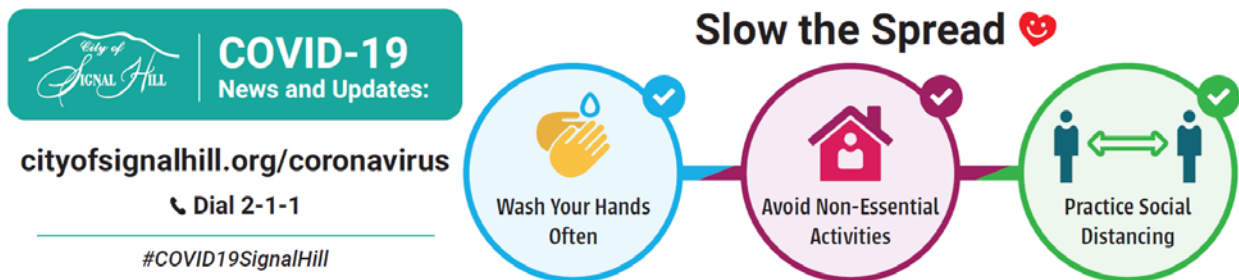 City of
Signal Hill
COVID-19
News and Updates:
cityofsignalhill.org/coronavirus
Dial 2-1-1
#COVID19SignalHill
Slow the Spread
Wash Your Hands
Often
Avoid Non-Essential
Activities
Practice Social
Distancing